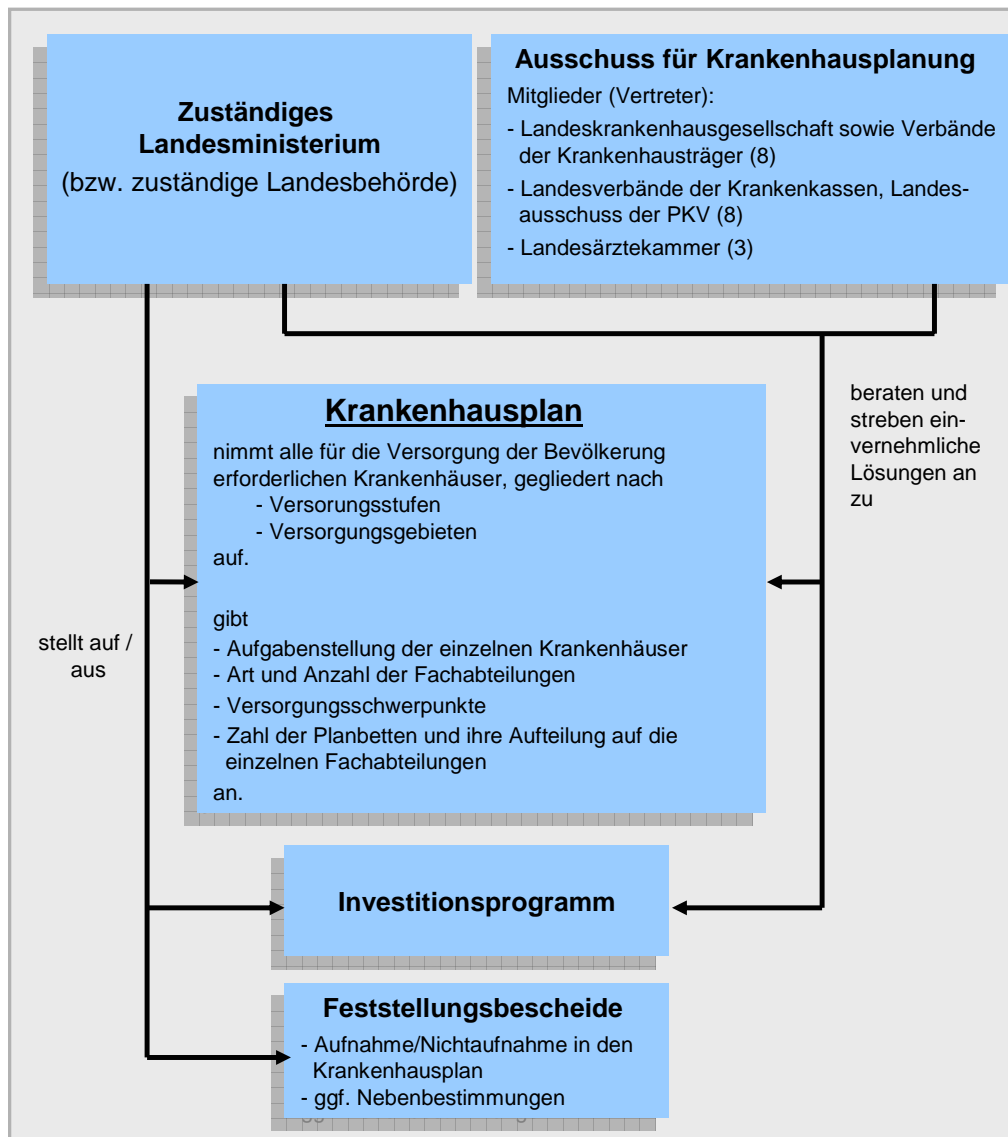 Zuständiges
Landesministerium
(bzw. zuständige Landesbehörde)
Ausschuss für Krankenhausplanung
Mitglieder (Vertreter):
- Landeskrankenhausgesellschaft sowie Verbände
der Krankenhausträger (8)
- Landesverbände der Krankenkassen, Landes-
ausschuss der PKV (8)
- Landesärztekammer (3)
beraten und
streben ein-
vernehmliche
Lösungen an
zu
Krankenhausplan
nimmt alle für die Versorgung der Bevölkerung
erforderlichen Krankenhäuser, gegliedert nach
- Versorungsstufen
- Versorgungsgebieten
auf.
gibt
- Aufgabenstellung der einzelnen Krankenhäuser
- Art und Anzahl der Fachabteilungen
- Versorgungsschwerpunkte
- Zahl der Planbetten und ihre Aufteilung auf die
einzelnen Fachabteilungen
an.
stellt auf /
aus
Investitionsprogramm
Feststellungsbescheide
- Aufnahme/Nichtaufnahme in den
Krankenhausplan
- ggf. Nebenbestimmungen